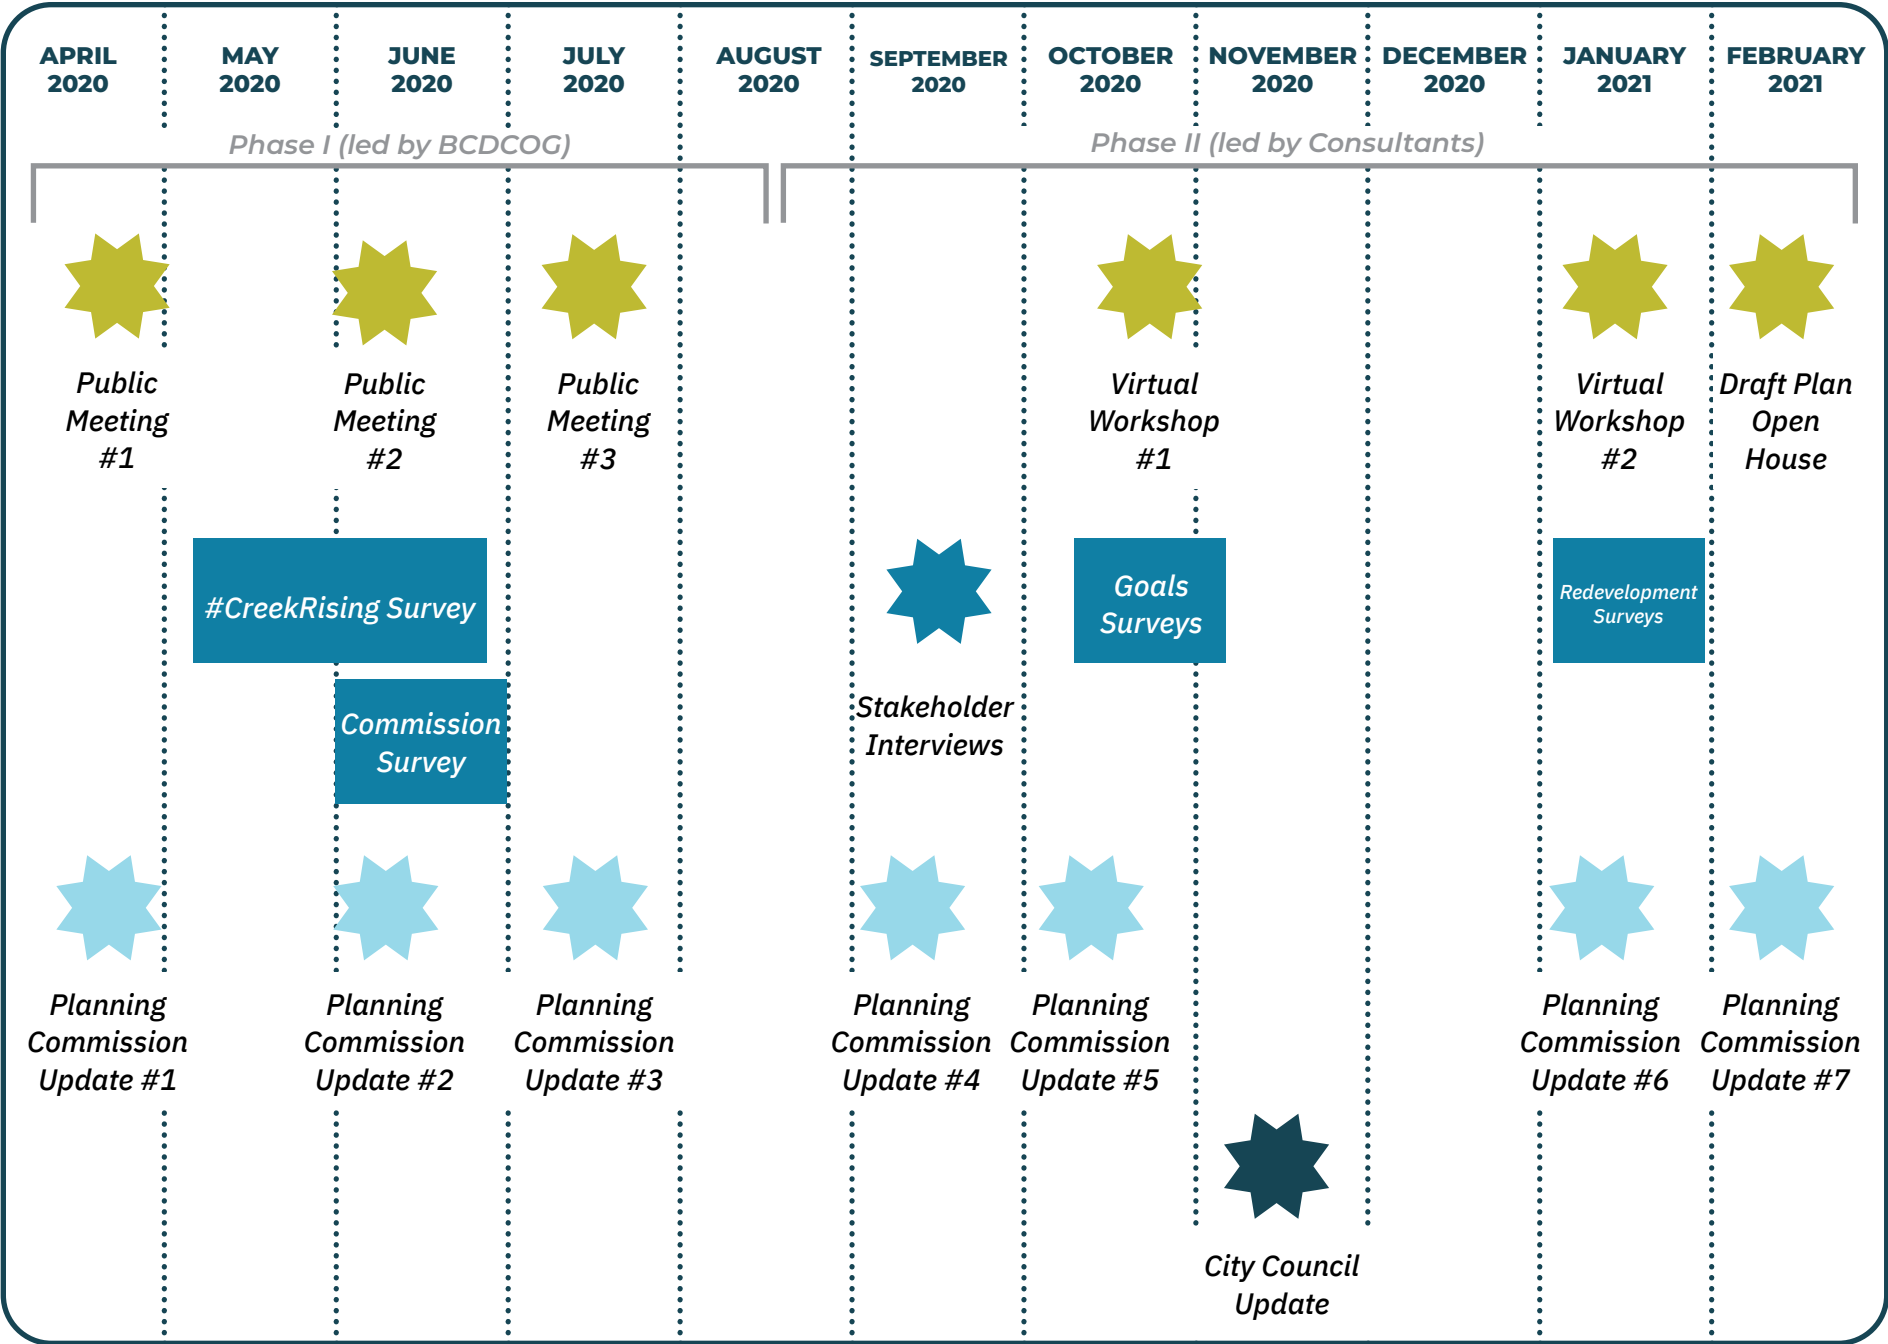 APRIL
2020
MAY
2020
JUNE
2020
JULY
2020
AUGUST
2020
SEPTEMBER
2020
OCTOBER
2020
NOVEMBER
2020
DECEMBER
2020
JANUARY
2021
FEBRUARY
2021
Phase I (led by BCDCOG)
Phase II (led by Consultants)
Public
Meeting
#1
Public
Meeting
#2
Public
Meeting
#3
Virtual
Workshop
#1
Virtual
Workshop
#2
Draft Plan
Open
House
#CreekRising Survey
Commission
Survey
Stakeholder
Interviews
Goals
Surveys
Redevelopment
Surveys
Planning
Commission
Update #1
Planning
Commission
Update #2
Planning
Commission
Update #3
Planning
Commission
Update #4
Planning
Commission
Update #5
Planning
Commission
Update #6
Planning
Commission
Update #7
City Council
Update